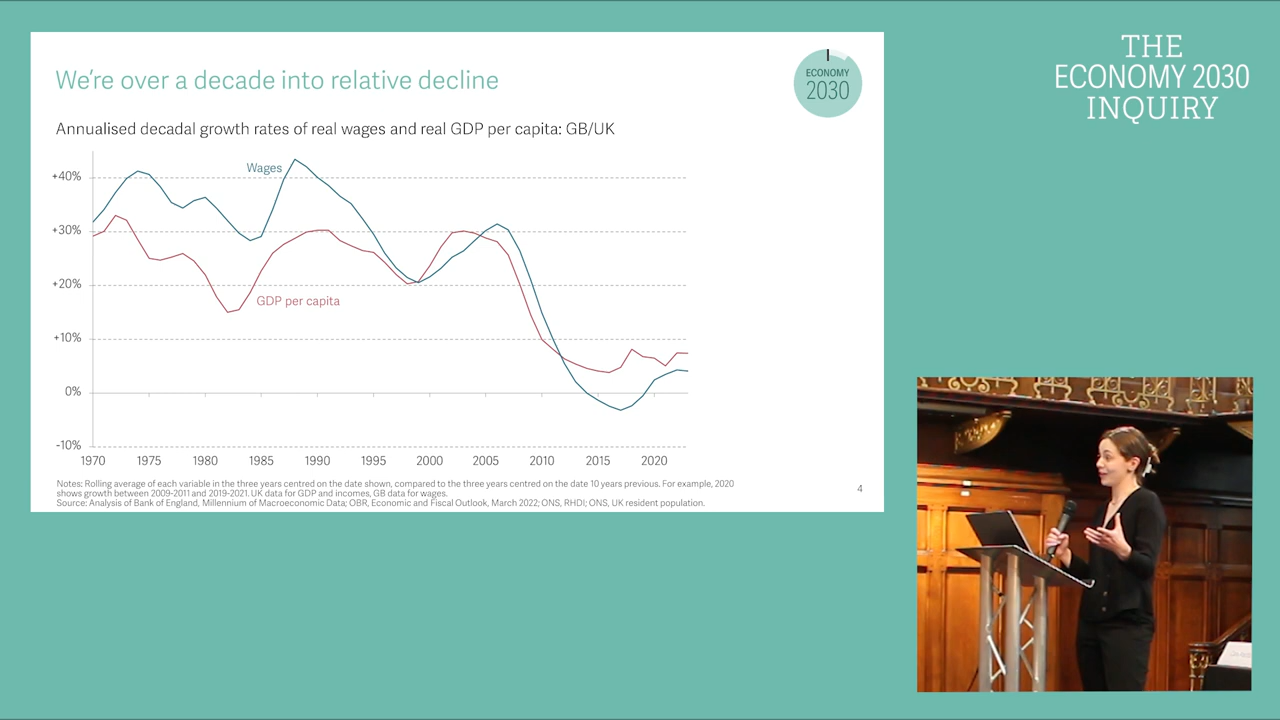 THE
ECONOMY 2030
INQUIRY
We're over a decade into relative decline
ECONOMY
2030
Annualised decadal growth rates of real wages and real GDP per capita: GB/UK
+40%
+30%
+20%
+10%
0%
-10%
Wages
GDP per capita
1970 1975 1980 1985 1990 1995 2000 2005 2010 2015 2020
Notes: Rolling average of each variable in the three years centred on the date shown, compared to the three years centred on the date 10 years previous. For example, 2020
shows growth between 2009-2011 and 2019-2021. UK data for GDP and incomes, GB data for wages.
Source: Analysis of Bank of England, Millennium of Macroeconomic Data; OBR, Economic and Fiscal Outlook, March 2022; ONS, RHDI; ONS, UK resident population.
4